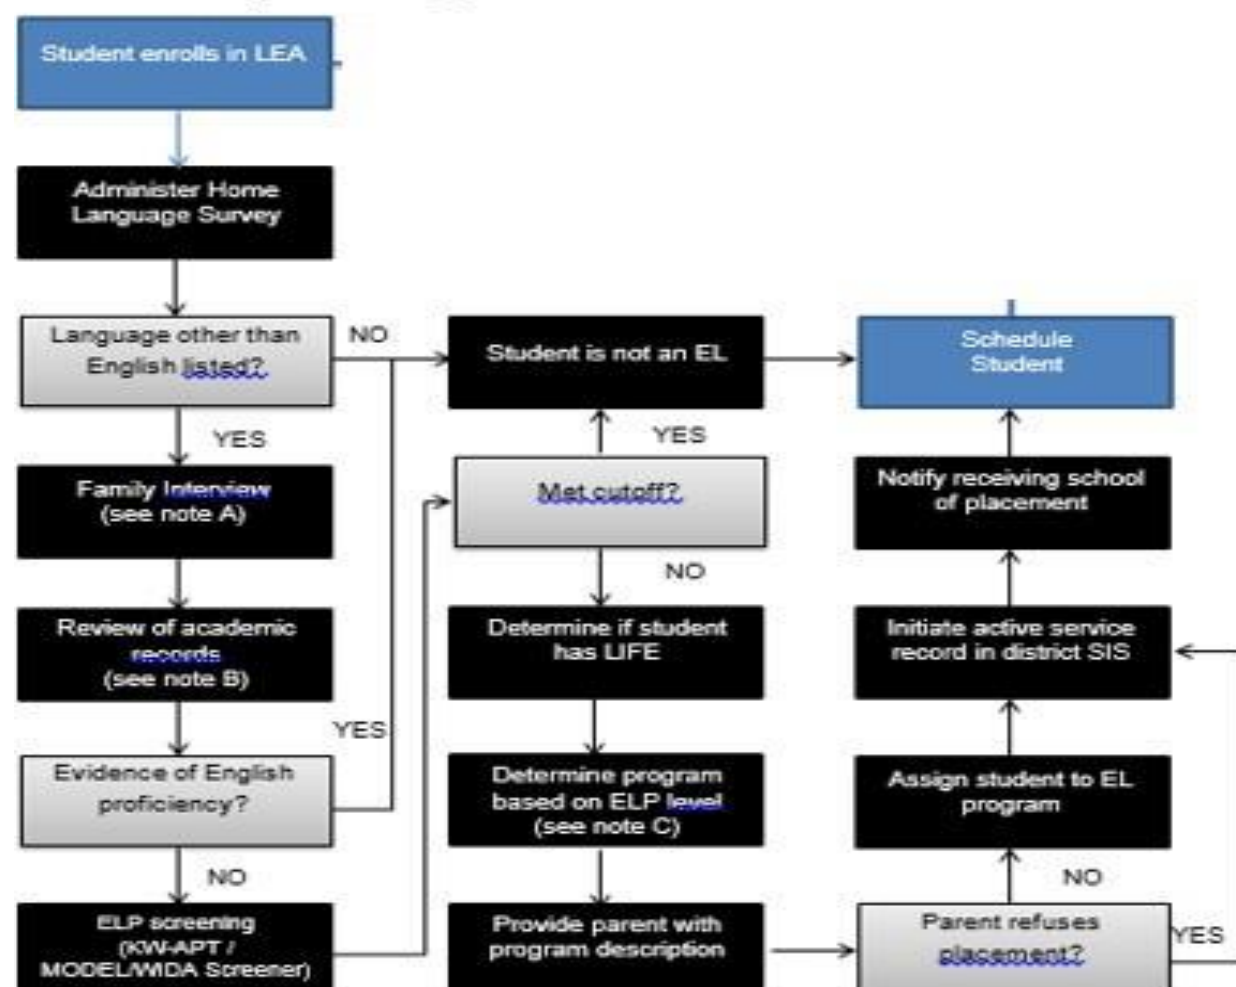 Student enrolls in LEA
Administer Home
Language Survey
Language other than
English listed?
NO
YES
Family Interview
(see note A)
Review of academic
records
(see note B)
YES
Evidence of English
proficiency?
NO
ELP screening
(KW-APT /
MODEL/WIDA Screener)
Student is not an EL
YES
Met cutoff?
NO
Determine if student
has LIFE
Determine program
based on ELP level
(see note C)
Provide parent with
program description
Schedule
Student
Notify receiving school
of placement
Initiate active service
record in district SIS
Assign student to EL
program
NO
Parent refuses
placement?
YES